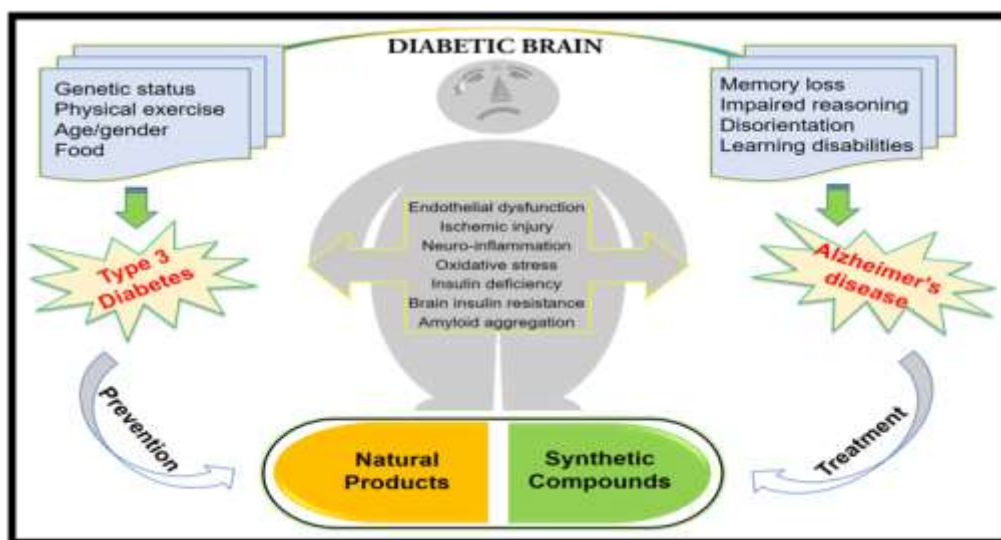 DIABETIC BRAIN
Genetic status
Physical exercise
Age/gender
Food
Memory loss
Impaired reasoning
Disorientation
Learning disabilities
Endothelial dysfunction
Ischemic injury
Neuro-inflammation
Oxidative stress
Insulin deficiency
Brain insulin resistance
Amyloid aggregation
Type 3
Diabetes
Alzheimer's
disease
Prevention
Treatment
Natural
Products
Synthetic
Compounds